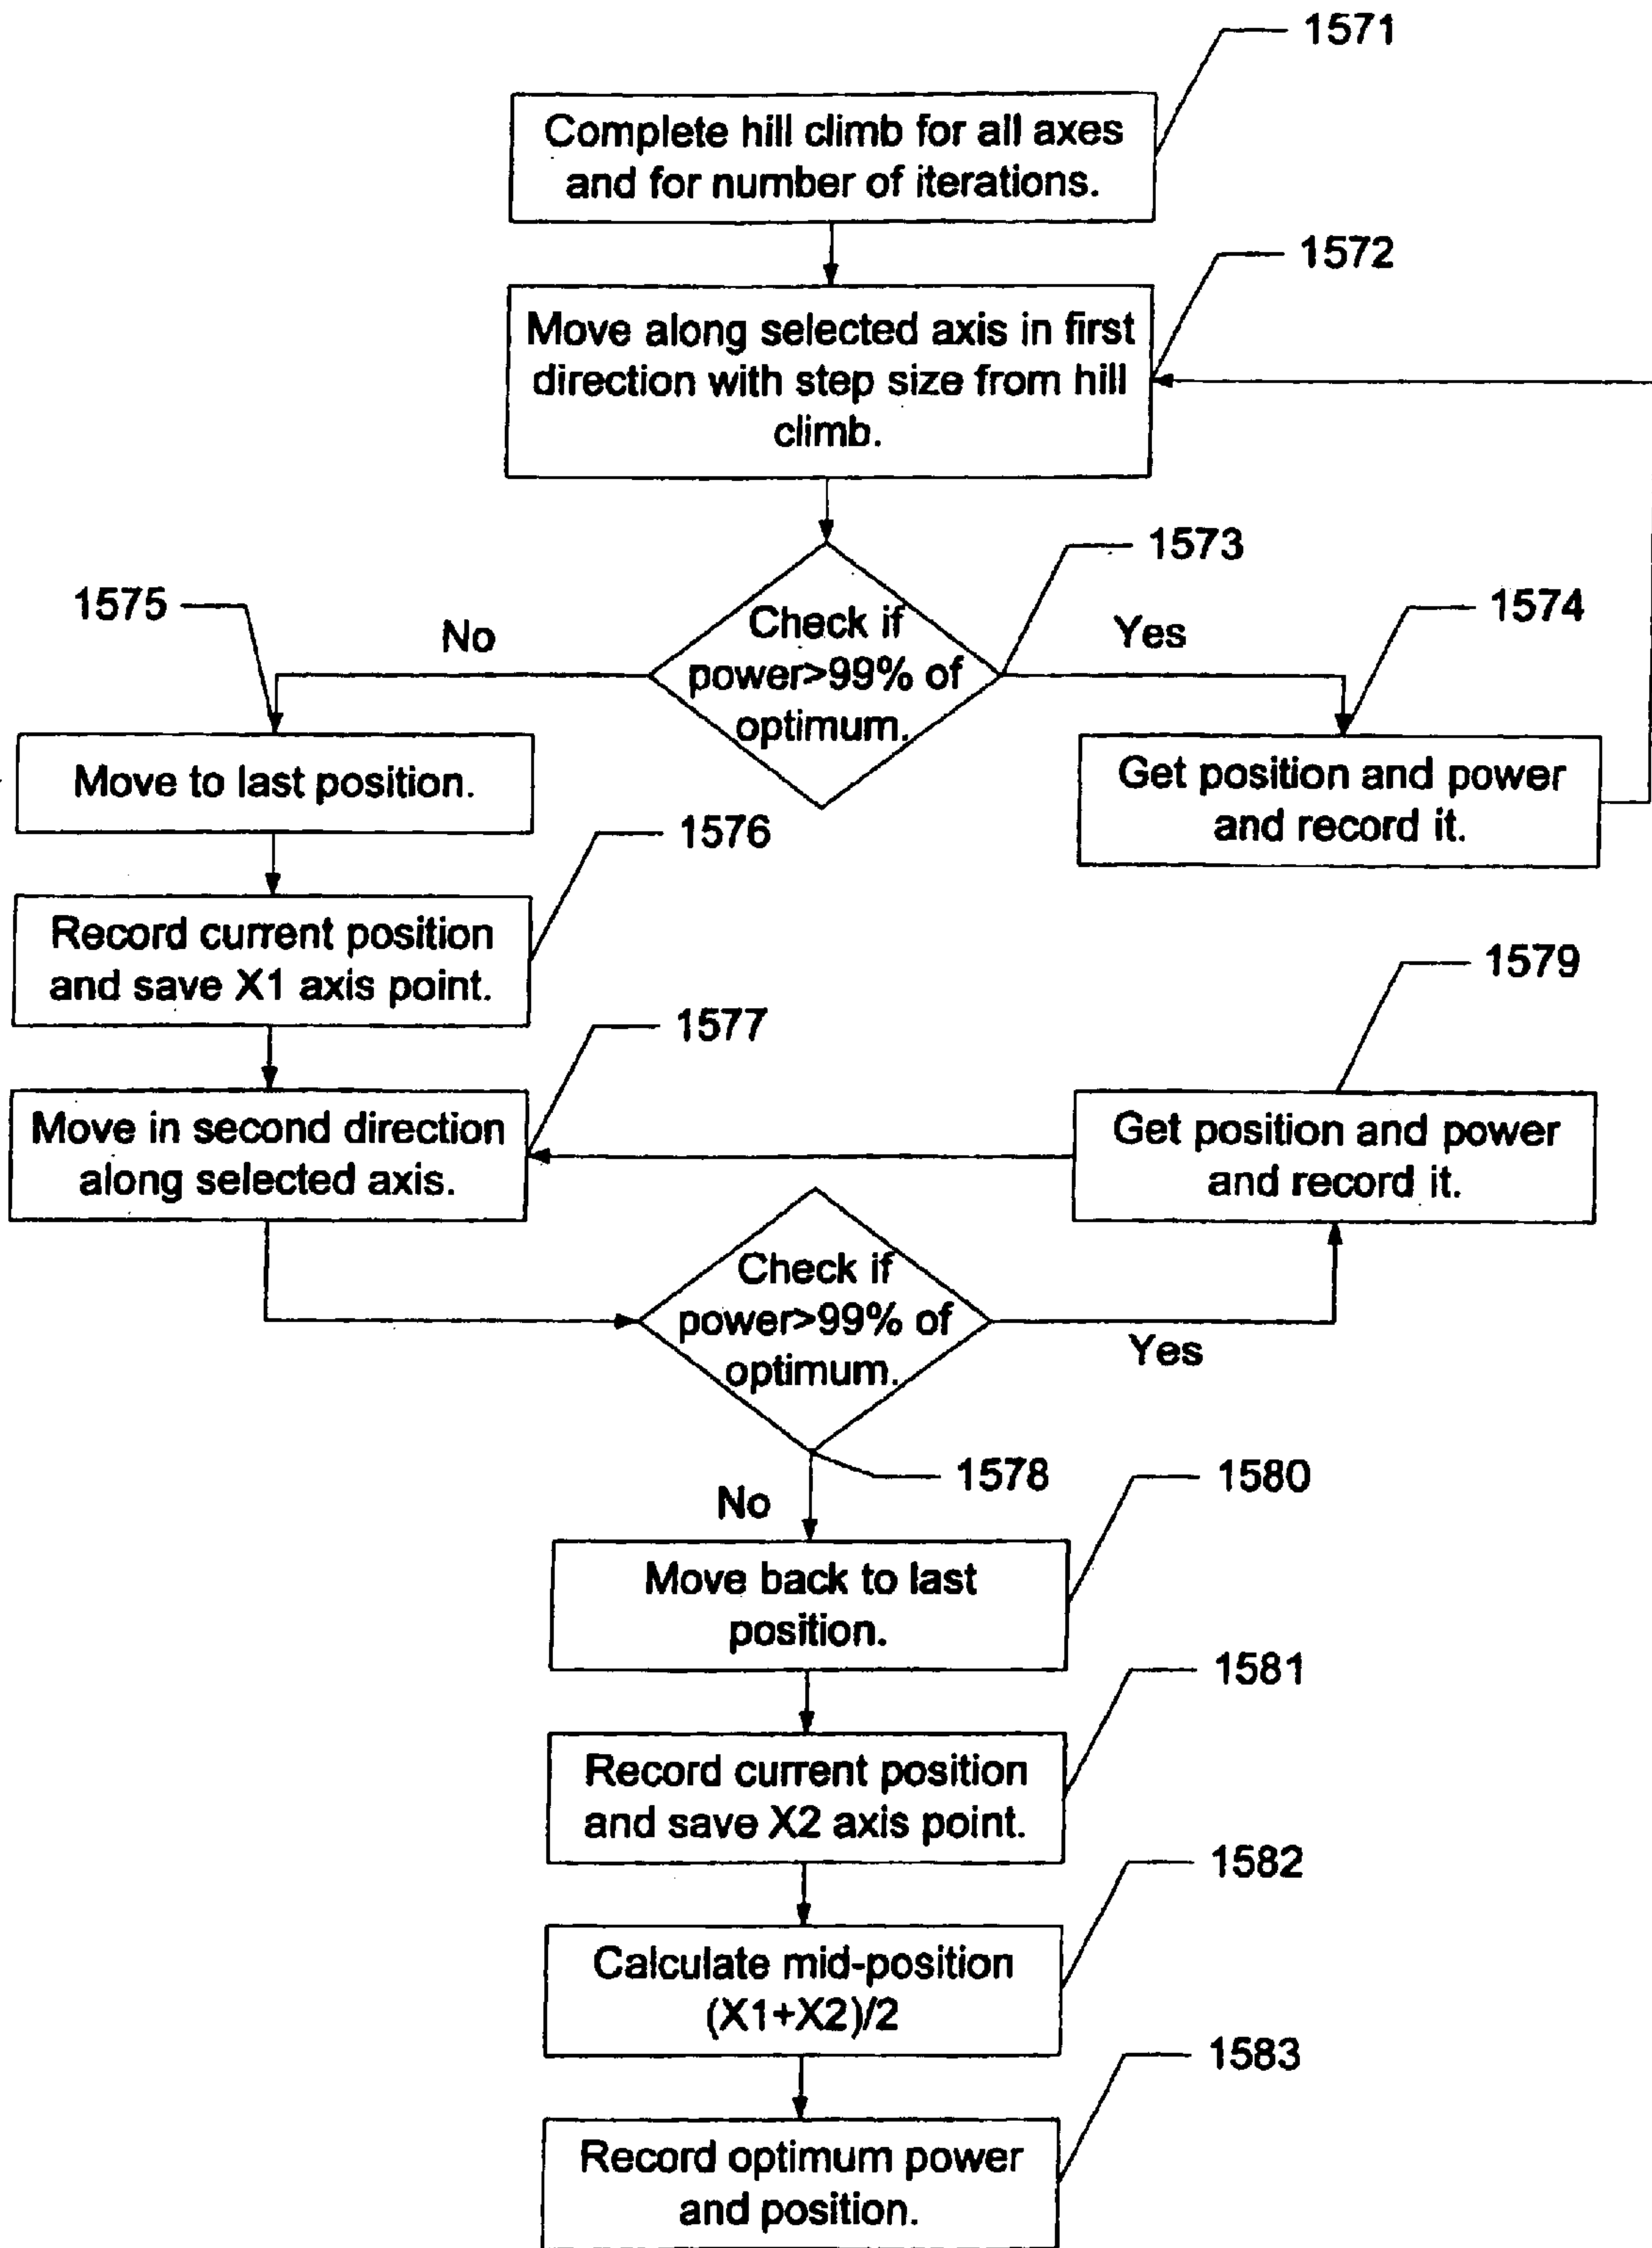 1571
Complete hill climb for all axes
and for number of iterations.
1572
Move along selected axis in first
direction with step size from hill
climb.
1573
Check if
power>99% of
optimum.
No
Yes
1575
1574
Move to last position.
Get position and power
and record it.
1576
Record current position
and save X1 axis point.
1577
1579
Move in second direction
along selected axis.
Get position and power
and record it.
Check if
power>99% of
optimum.
Yes
1578
No
1580
Move back to last
position.
1581
Record current position
and save X2 axis point.
1582
Calculate mid-position
(X1+X2)/2
1583
Record optimum power
and position.